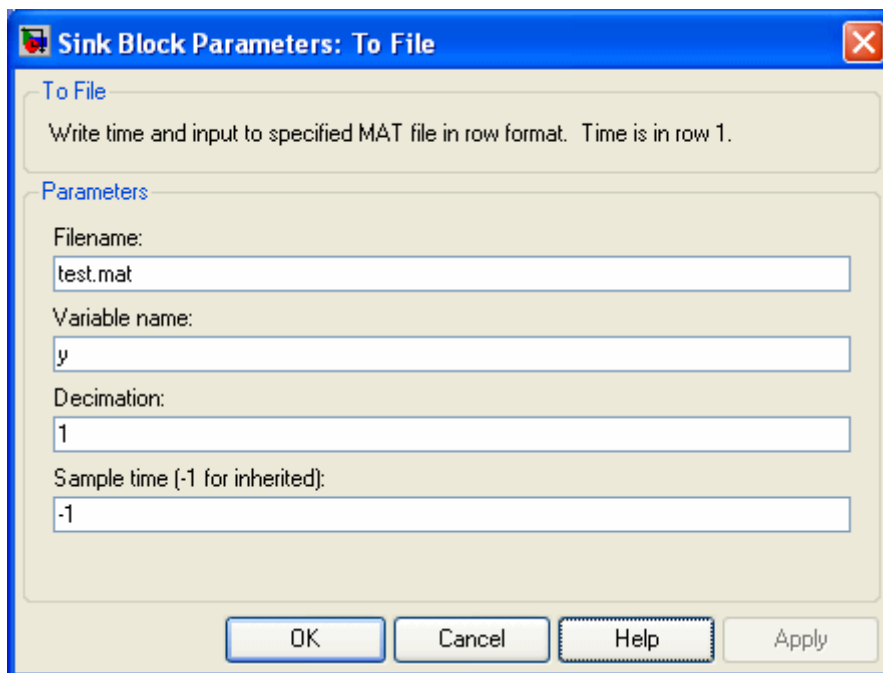 Sink Block Parameters: To File
To File
Write time and input to specified MAT file in row format.  Time is in row 1.
Parameters
Filename:
test.mat
Variable name:
y
Decimation:
1
Sample time (-1 for inherited):
-1
OK Cancel Help Apply